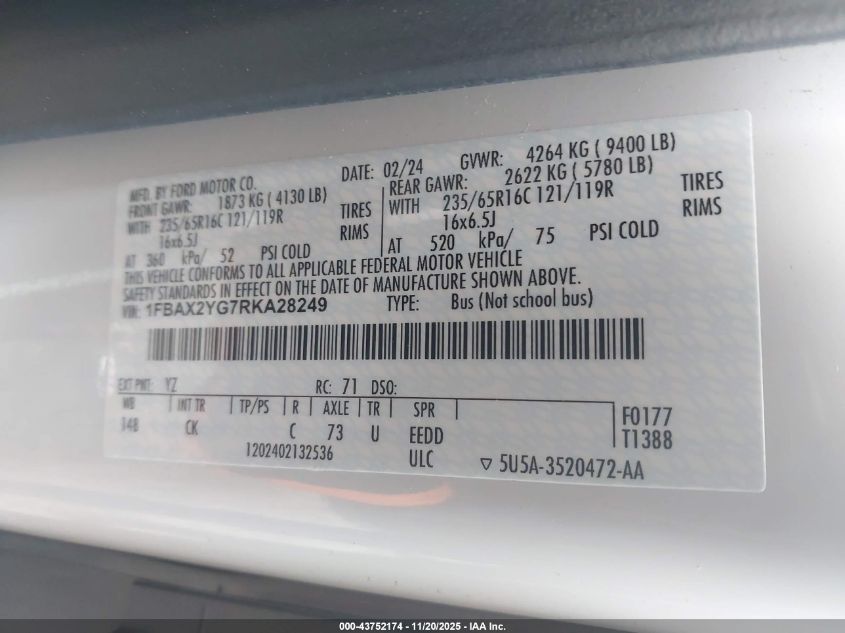 MFD. BY FORD MOTOR CO.
DATE: 02/24
GVWR: 4264 KG ( 9400 LB)
FRONT GAWR: 1873 KG ( 4130 LB)
WITH 235/65R16C 121/119R TIRES
16x6.5J RIMS
AT 360 kPa/ 52 PSI COLD
REAR GAWR: 2622 KG ( 5780 LB)
WITH 235/65R16C 121/119R TIRES
16x6.5J RIMS
AT 520 kPa/ 75 PSI COLD
THIS VEHICLE CONFORMS TO ALL APPLICABLE FEDERAL MOTOR VEHICLE
SAFETY STANDARDS IN EFFECT ON THE DATE OF MANUFACTURE SHOWN ABOVE.
VIN: 1FBAX2YG7RKA28249 TYPE: Bus (Not school bus)
EXT PNT: YZ RC: 71 DSO:
WB INT TR TP/PS R AXLE TR SPR
148 CK C 73 U EEDD
F0177
T1388
1202402132536 ULC ▽ 5U5A-3520472-AA
000-43752174 - 11/20/2025 - IAA Inc.